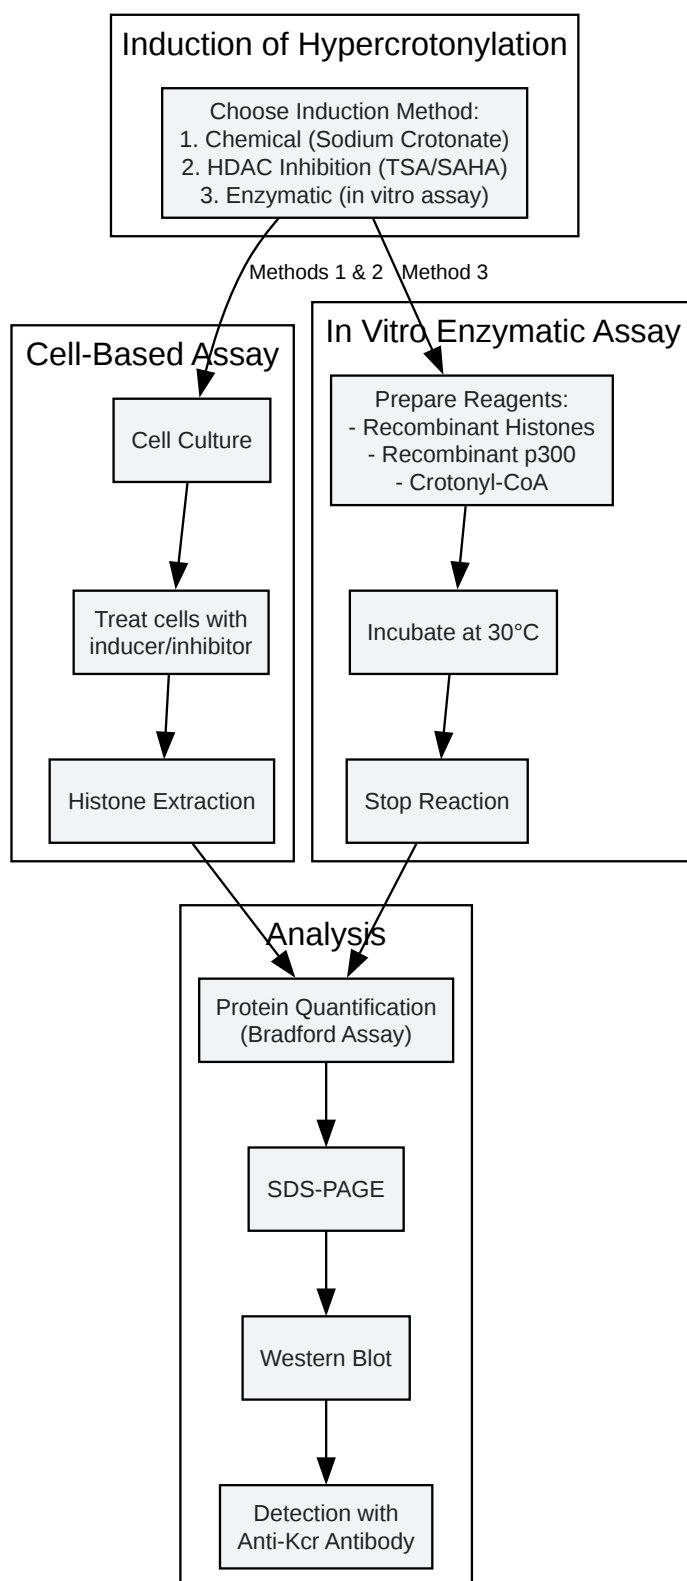 Induction of Hypercrotonylation
Choose Induction Method:
1. Chemical (Sodium Crotonate)
2. HDAC Inhibition (TSA/SAHA)
3. Enzymatic (in vitro assay)
Methods 1 & 2
Method 3
Cell-Based Assay
Cell Culture
Treat cells with
inducer/inhibitor
Histone Extraction
In Vitro Enzymatic Assay
Prepare Reagents:
- Recombinant Histones
- Recombinant p300
- Crotonyl-CoA
Incubate at 30°C
Stop Reaction
Analysis
Protein Quantification
(Bradford Assay)
SDS-PAGE
Western Blot
Detection with
Anti-Kcr Antibody